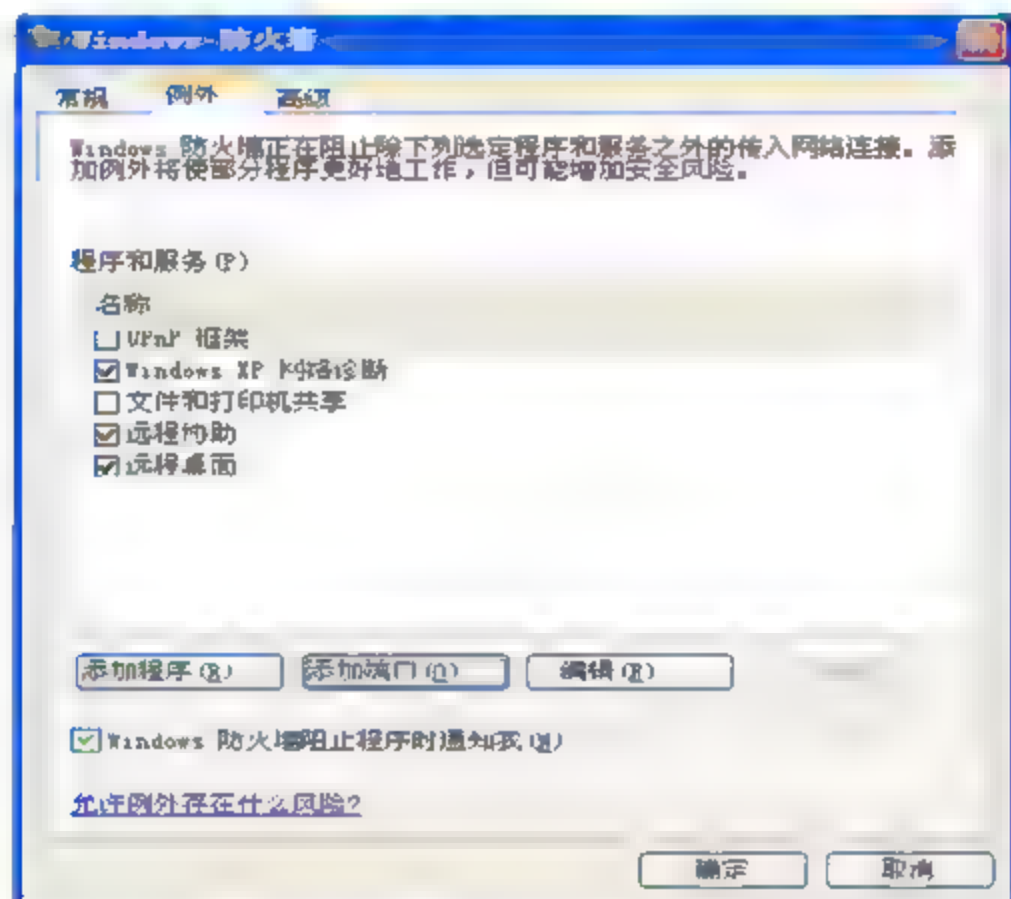 Windows 防火墙
常规 例外 高级
Windows 防火墙正在阻止除下列选定程序和服务之外的传入网络连接。添
加例外将使部分程序更好地工作，但可能增加安全风险。
程序和服务(P)
名称
UPnP 框架
Windows XP 网络诊断
文件和打印机共享
远程协助
远程桌面
添加程序(R) 添加端口(O) 编辑
Windows 防火墙阻止程序时通知我(N)
允许例外存在什么风险?
确定 取消